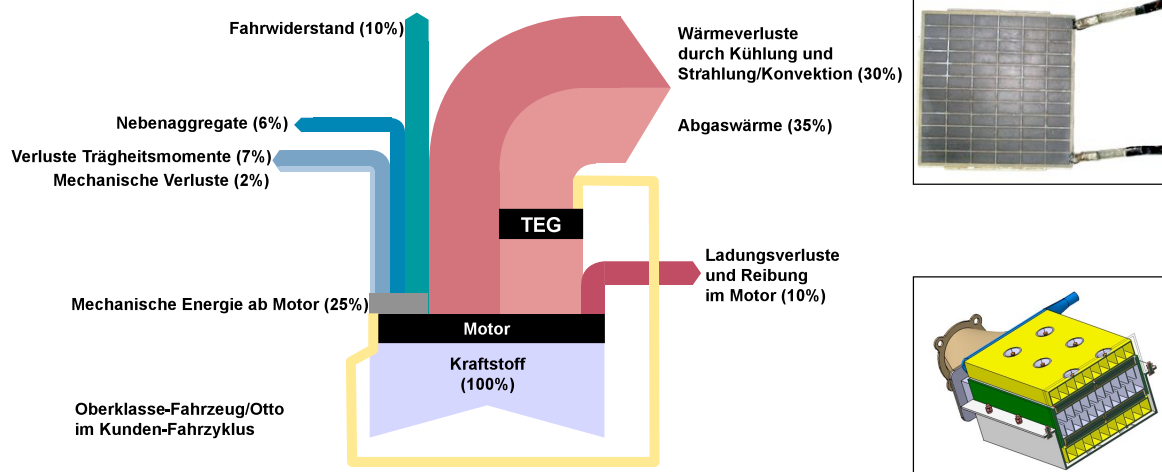 Fahrwiderstand (10%)
Wärmeverluste
durch Kühlung und
Strahlung/Konvektion (30%)
Nebenaggregate (6%)
Abgaswärme (35%)
Verluste Trägheitsmomente (7%)
Mechanische Verluste (2%)
TEG
Ladungsverluste
und Reibung
im Motor (10%)
Mechanische Energie ab Motor (25%)
Motor
Kraftstoff
(100%)
Oberklasse-Fahrzeug/Otto
im Kunden-Fahrzyklus